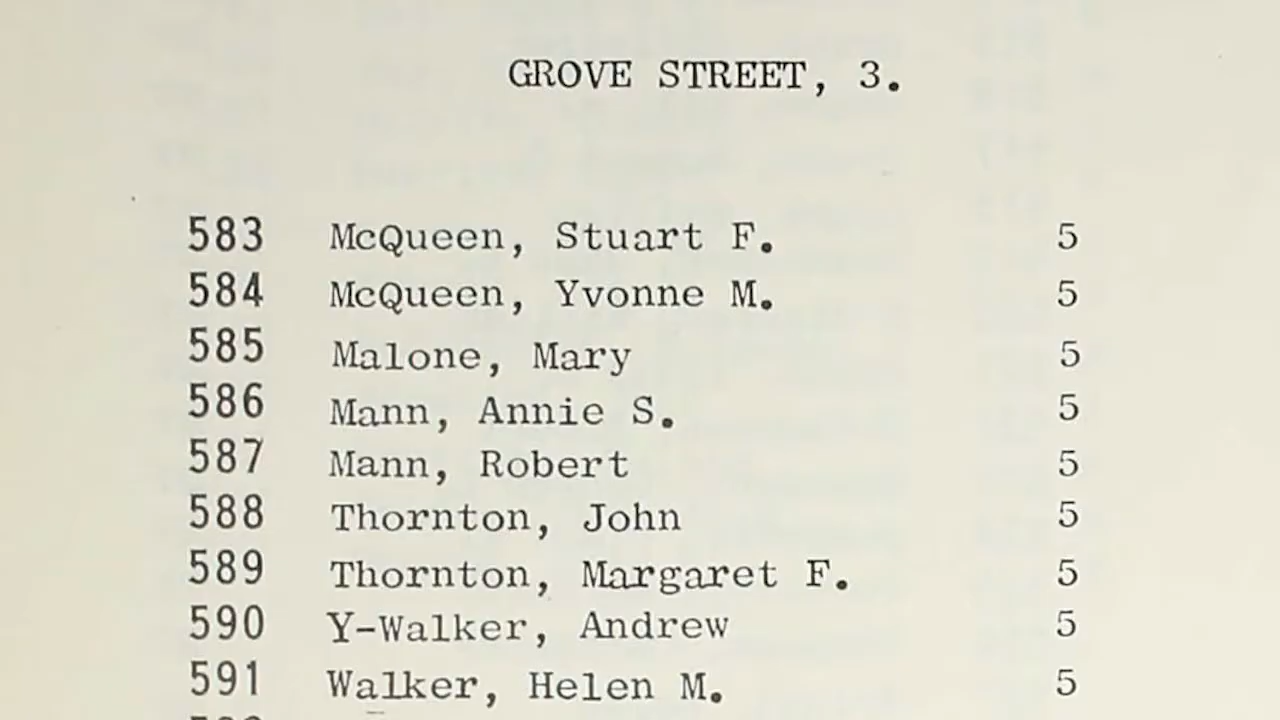 GROVE STREET, 3.
583 McQueen, Stuart F. 5
584 McQueen, Yvonne M. 5
585 Malone, Mary 5
586 Mann, Annie S. 5
587 Mann, Robert 5
588 Thornton, John 5
589 Thornton, Margaret F. 5
590 Y-Walker, Andrew 5
591 Walker, Helen M. 5